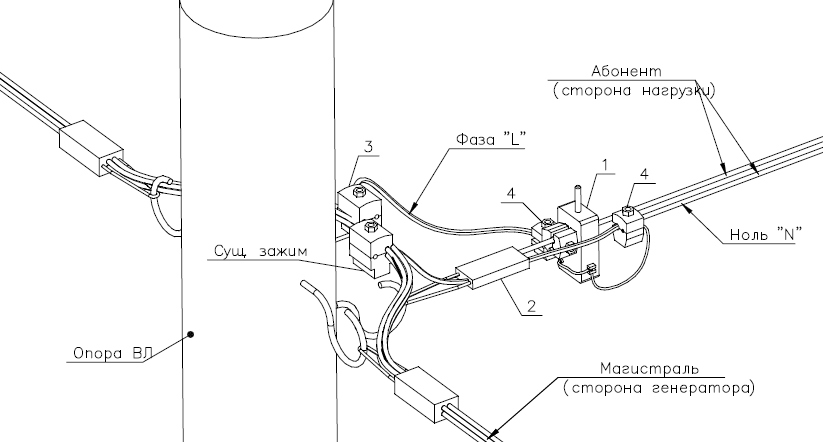 Абонент
(сторона нагрузки)
Фаза "L"
3
1
4
4
Ноль "N"
Сущ. зажим
2
Опора ВЛ
Магистраль
(сторона генератора)